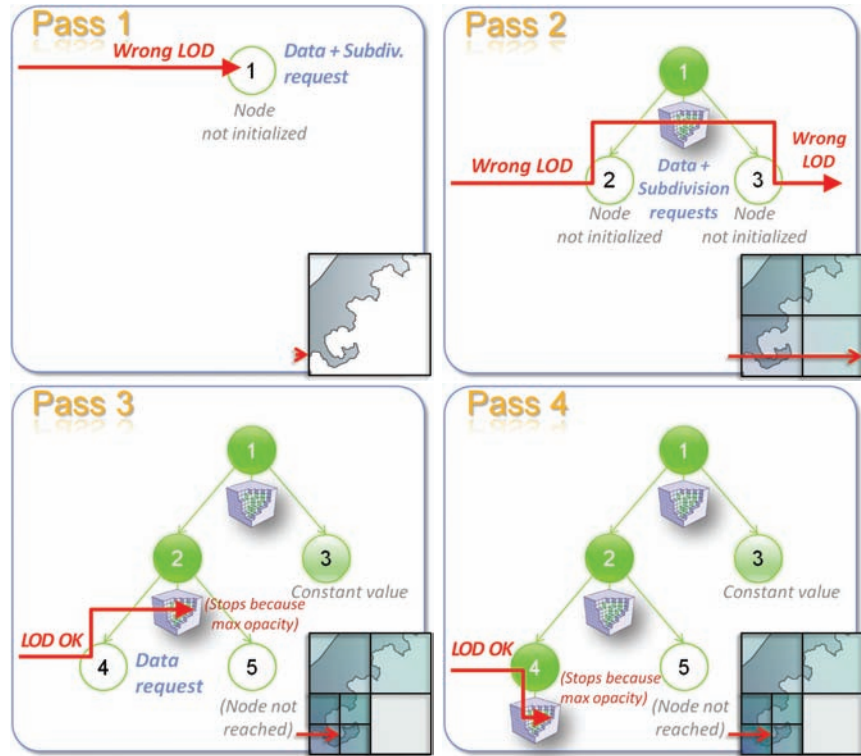 Pass 1
Wrong LOD
1
Data + Subdiv.
request
Node
not initialized
Pass 2
1
Wrong LOD
Wrong
LOD
2
Data +
Subdivision
requests
3
Node
not initialized
Node
not initialized
Pass 3
1
2
3
Constant value
(Stops because
max opacity)
LOD OK
4
Data
request
5
(Node not
reached)
Pass 4
1
2
3
Constant value
LOD OK
4
(Stops because
max opacity)
5
(Node not
reached)